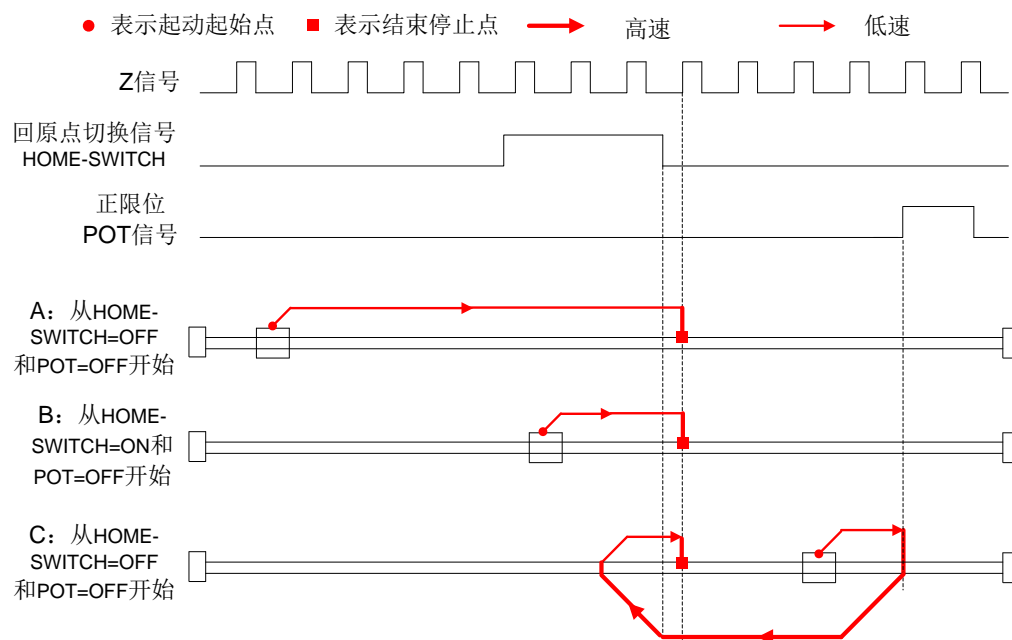 表示起动起始点 表示结束停止点 高速 低速
Z信号
回原点切换信号
HOME-SWITCH
正限位
POT信号
A：从HOME-
SWITCH=OFF
和POT=OFF开始
B：从HOME-
SWITCH=ON和
POT=OFF开始
C：从HOME-
SWITCH=OFF
和POT=OFF开始